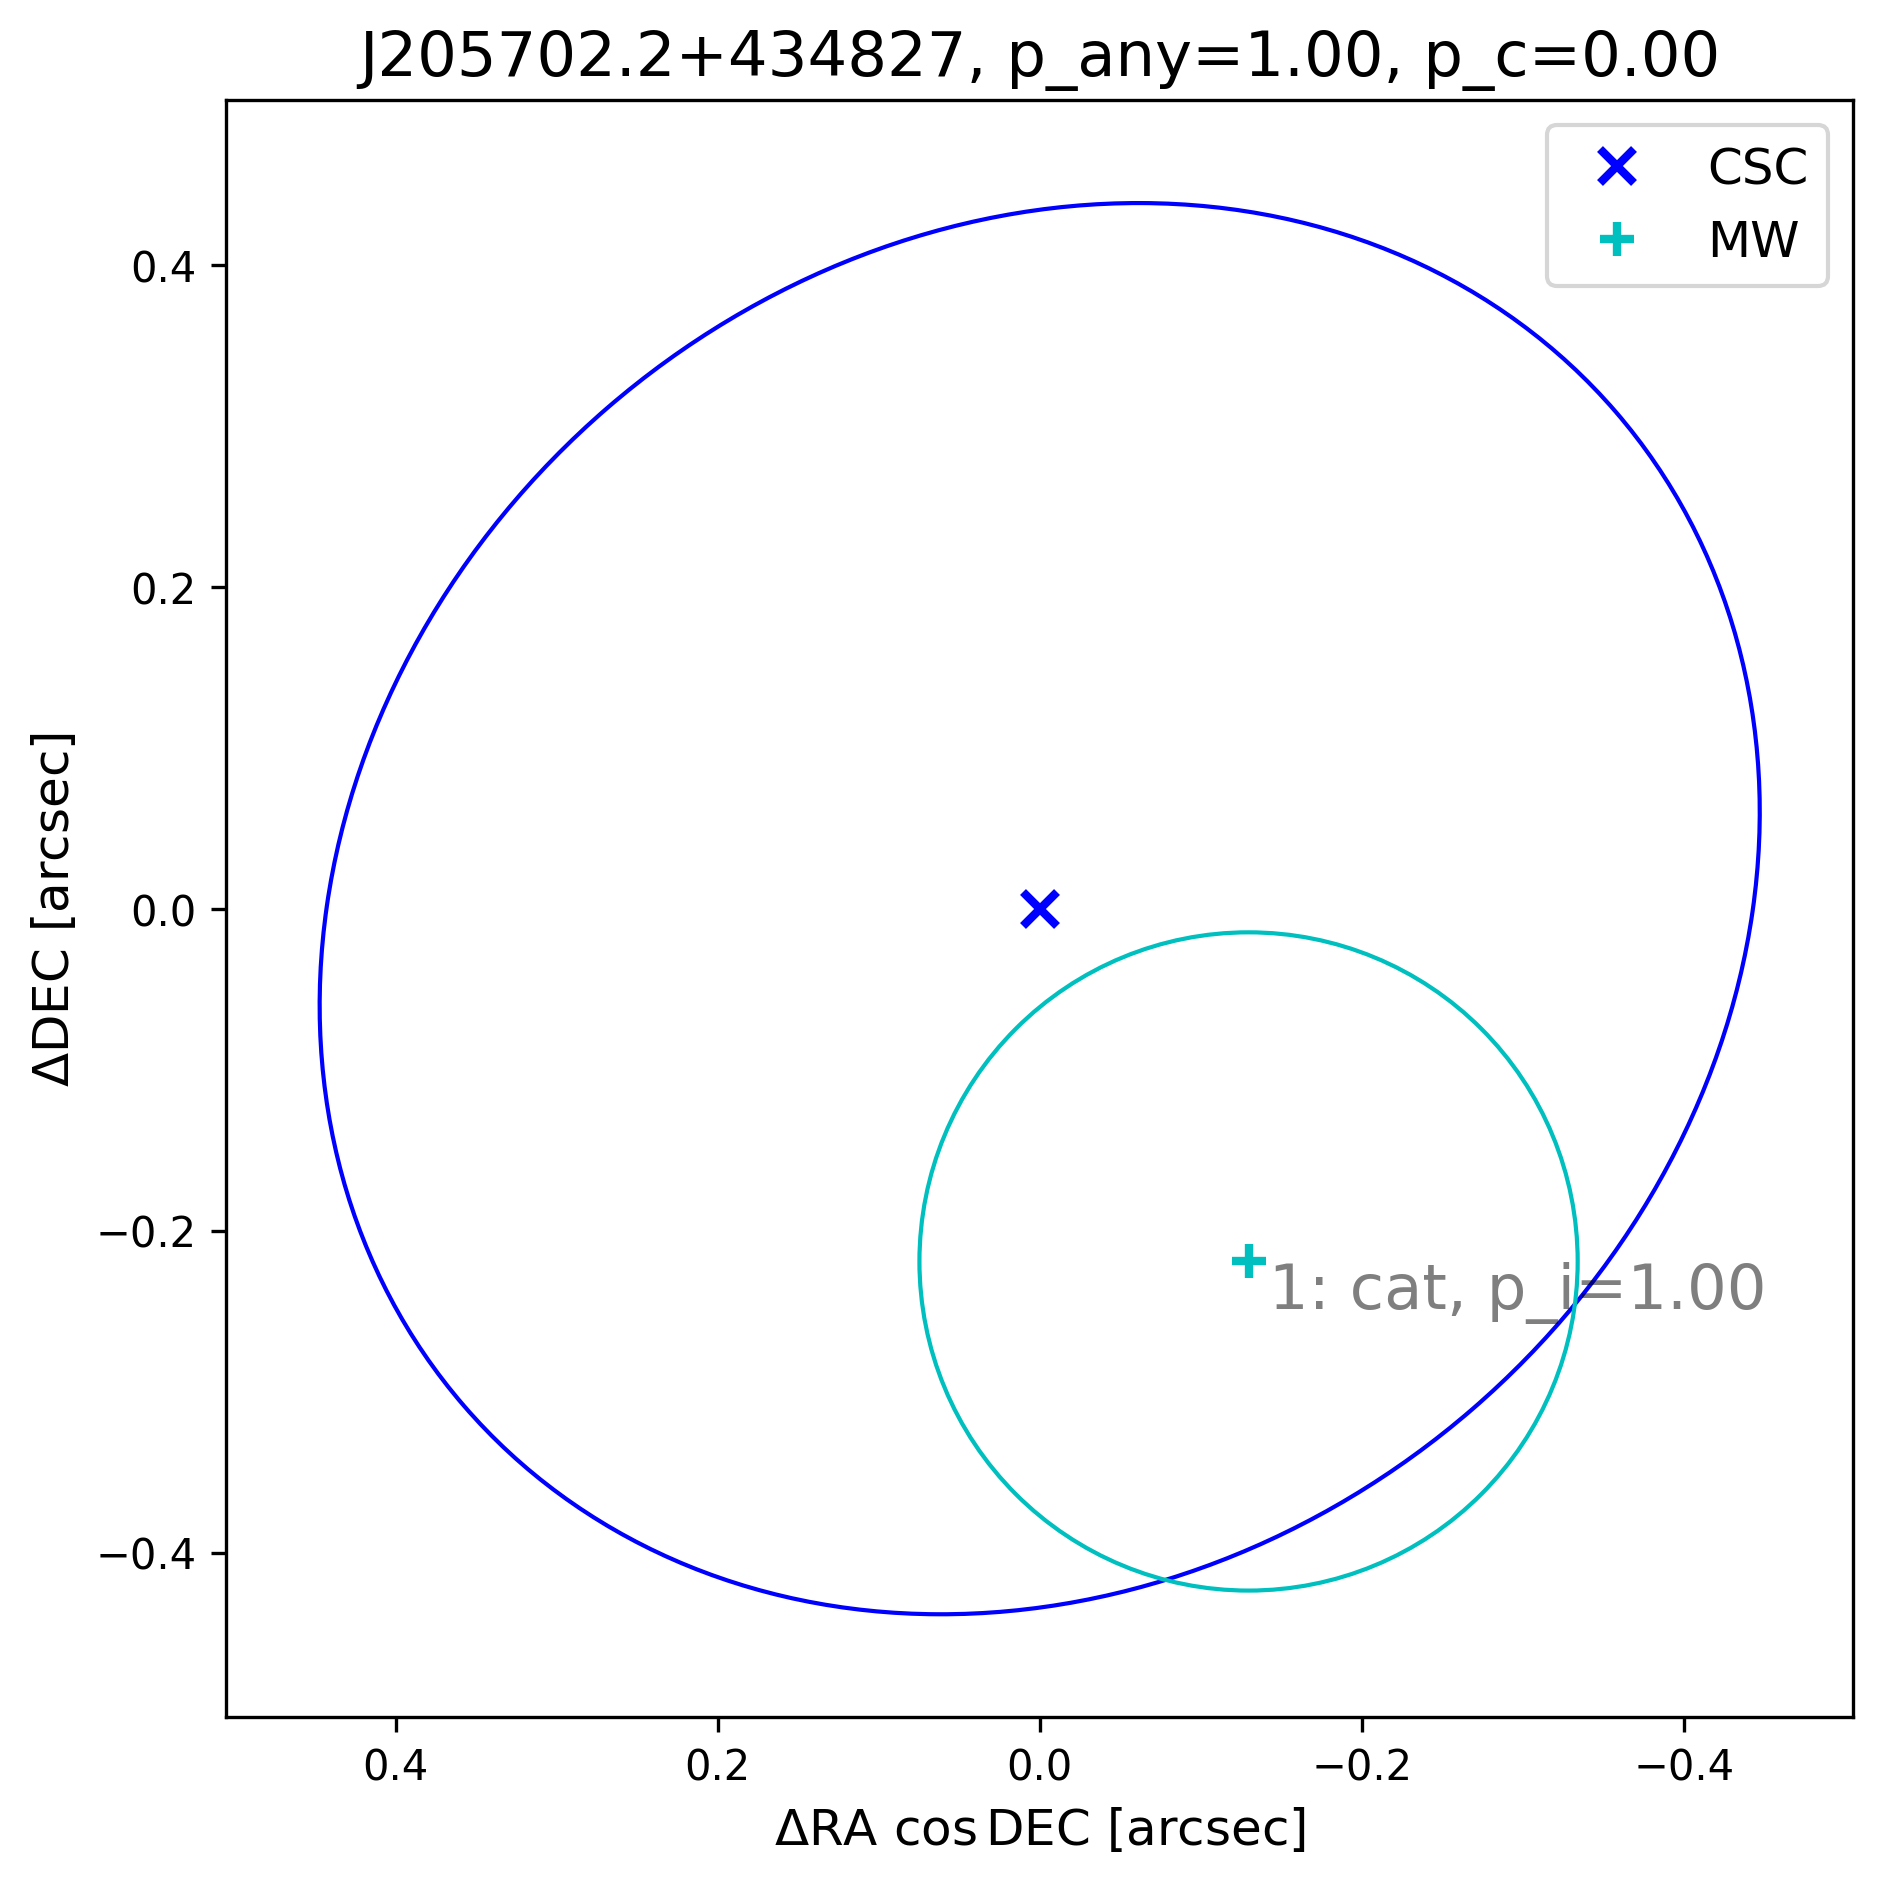 J205702.2+434827, p_any=1.00, p_c=0.00
CSC
MW
0.4
0.2
0.0
−0.2
−0.4
ΔDEC [arcsec]
1: cat, p_i=1.00
0.4
0.2
0.0
−0.2
−0.4
ΔRA cos DEC [arcsec]